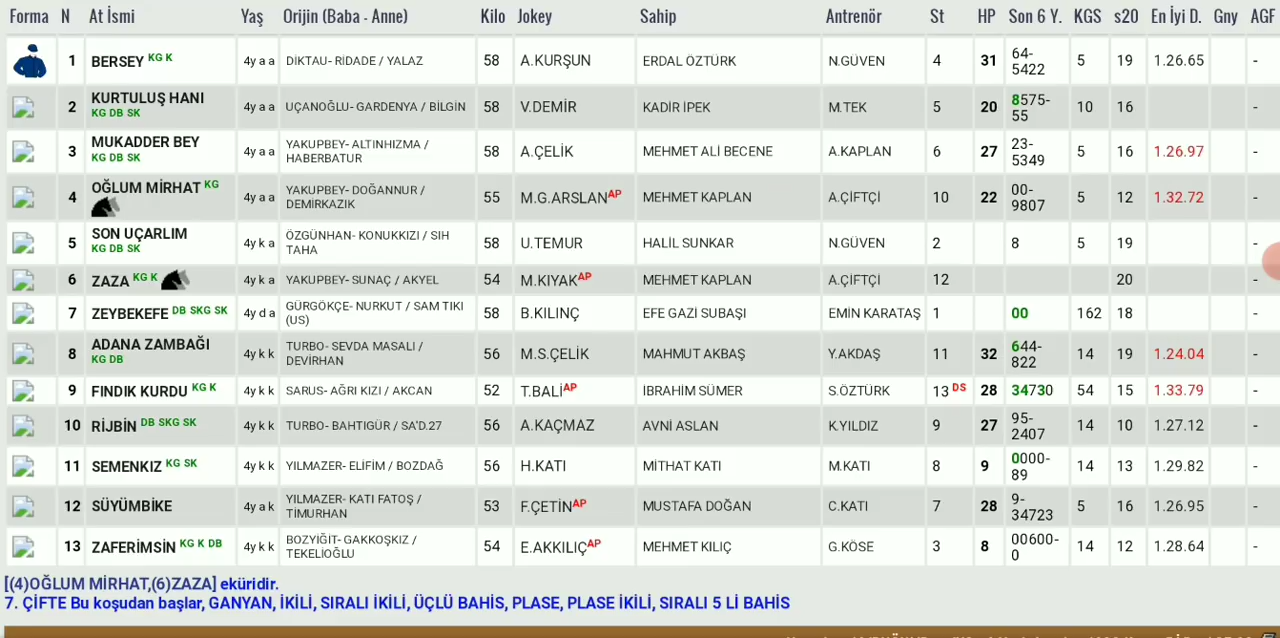 Forma N At İsmi Yaş Orijin (Baba - Anne) Kilo Jokey Sahip Antrenör St HP Son 6 Y. KGS s20 En İyi D. Gny AGF
1 BERSEY KG K 4y a a DİKTAU- RİDADE / YALAZ 58 A.KURŞUN ERDAL ÖZTÜRK N.GÜVEN 4 31 64-5422 5 19 1.26.65 -
2 KURTULUŞ HANI KG DB SK 4y a a UÇANOĞLU- GARDENYA / BİLGİN 58 V.DEMİR KADİR İPEK M.TEK 5 20 8575-55 10 16 -
3 MUKADDER BEY KG DB SK 4y a a YAKUPBEY- ALTINHIZMA / HABERBATUR 58 A.ÇELİK MEHMET ALİ BECENE A.KAPLAN 6 27 23-5349 5 16 1.26.97 -
4 OĞLUM MİRHAT KG 4y a a YAKUPBEY- DOĞANNUR / DEMİRKAZIK 55 M.G.ARSLAN AP MEHMET KAPLAN A.ÇİFTÇİ 10 22 00-9807 5 12 1.32.72 -
5 SON UÇARLIM KG DB SK 4y k a ÖZGÜNHAN- KONUKKIZI / SIH TAHA 58 U.TEMUR HALİL SUNKAR N.GÜVEN 2 8 5 19 -
6 ZAZA KG K 4y k a YAKUPBEY- SUNAÇ / AKYEL 54 M.KIYAK AP MEHMET KAPLAN A.ÇİFTÇİ 12 20 -
7 ZEYBEKEFE DB SKG SK 4y d a GÜRGÖKÇE- NURKUT / SAM TIKI (US) 58 B.KILINÇ EFE GAZİ SUBAŞI EMİN KARATAŞ 1 00 162 18 -
8 ADANA ZAMBAĞI KG DB 4y k k TURBO- SEVDA MASALI / DEVİRHAN 56 M.S.ÇELİK MAHMUT AKBAŞ Y.AKDAŞ 11 32 644-822 14 19 1.24.04 -
9 FINDIK KURDU KG K 4y k k SARUS- AĞRI KIZI / AKCAN 52 T.BALİ AP İBRAHİM SÜMER S.ÖZTÜRK 13 DS 28 34730 54 15 1.33.79 -
10 RİJBİN DB SKG SK 4y k k TURBO- BAHTIGÜR / SA'D.27 56 A.KAÇMAZ AVNİ ASLAN K.YILDIZ 9 27 95-2407 14 10 1.27.12 -
11 SEMENKIZ KG SK 4y k k YILMAZER- ELİFİM / BOZDAĞ 56 H.KATI MİTHAT KATI M.KATI 8 9 0000-89 14 13 1.29.82 -
12 SÜYÜMBİKE 4y a k YILMAZER- KATI FATOŞ / TİMURHAN 53 F.ÇETİN AP MUSTAFA DOĞAN C.KATI 7 28 9-34723 5 16 1.26.95 -
13 ZAFERİMSİN KG K DB 4y k k BOZYİĞİT- GAKKOŞKIZ / TEKELİOĞLU 54 E.AKKILIÇ AP MEHMET KILIÇ G.KÖSE 3 8 00600-0 14 12 1.28.64 -
[(4)OĞLUM MİRHAT,(6)ZAZA] eküridir.
7. ÇİFTE Bu koşudan başlar, GANYAN, İKİLİ, SIRALI İKİLİ, ÜÇLÜ BAHİS, PLASE, PLASE İKİLİ, SIRALI 5 Lİ BAHİS